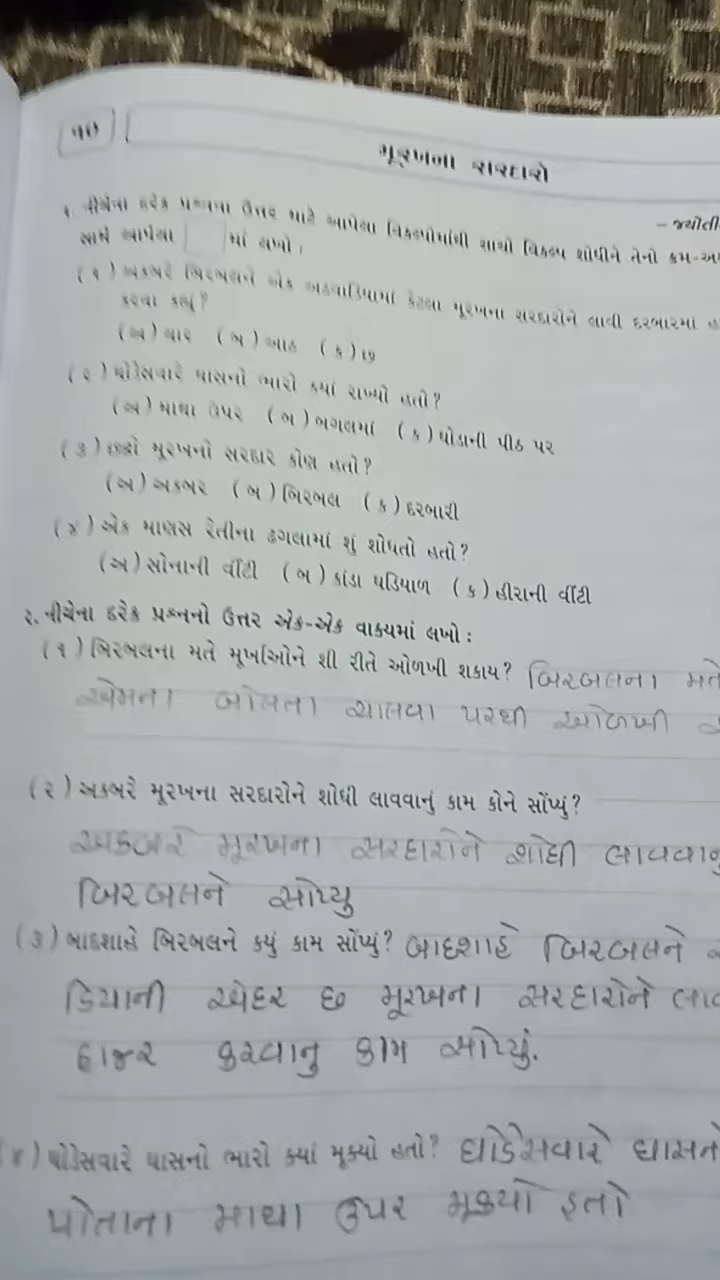 ૧૦
મૂરખના સરદારો
– જ્યોતી
૧. નીચેના દરેક પ્રશ્નના ઉત્તર માટે આપેલા વિકલ્પોમાંથી સાચો વિકલ્પ શોધીને તેનો ક્રમ-અ
સામે આપેલા માં લખો :
(૧) અકબરે બિરબલને એક અઠવાડિયામાં કેટલા મૂરખના સરદારોને લાવી દરબારમાં
કરવા કહ્યું?
(અ) ચાર (બ) આઠ (ક) છ
(૨) ઘોડેસવારે ઘાસનો ભારો ક્યાં રાખ્યો હતો?
(અ) માથા ઉપર (બ) બગલમાં (ક) ઘોડાની પીઠ પર
(૩) છઠ્ઠો મૂરખનો સરદાર કોણ હતો?
(અ) અકબર (બ) બિરબલ (ક) દરબારી
(૪) એક માણસ રેતીના ઢગલામાં શું શોધતો હતો?
(અ) સોનાની વીંટી (બ) કાંડા ઘડિયાળ (ક) હીરાની વીંટી
૨. નીચેના દરેક પ્રશ્નનો ઉત્તર એક-એક વાક્યમાં લખો :
(૧) બિરબલના મતે મૂર્ખાઓને શી રીતે ઓળખી શકાય? બિરબલના મતે
એમના બોલતા ચાલવા પરથી ઓળખી
(૨) અકબરે મૂરખના સરદારોને શોધી લાવવાનું કામ કોને સોંપ્યું?
અકબરે મૂરખના સરદારોને શોધી લાવવાનુ
બિરબલને સોપ્યુ
(૩) બાદશાહે બિરબલને કયું કામ સોંપ્યું? બાદશાહે બિરબલને
ડિયાની અંદર છ મૂરખના સરદારોને લાવ
હાજર કરવાનુ કામ સોપ્યું.
(૪) ઘોડેસવારે ઘાસનો ભારો ક્યાં મૂક્યો હતો? ઘોડેસવારે ઘાસનો
પોતાના માથા ઉપર મૂક્યો હતો